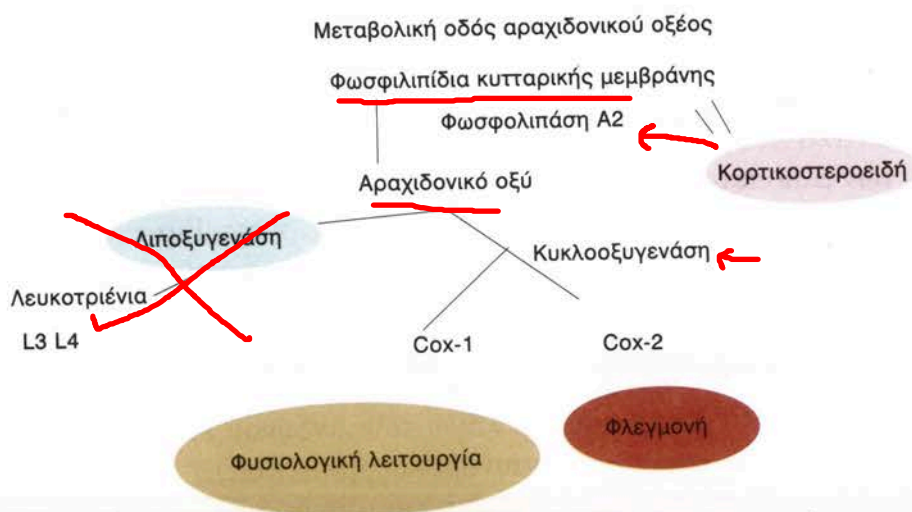 Μεταβολική οδός αραχιδονικού οξέος
Φωσφιλιπίδια κυτταρικής μεμβράνης
Φωσφολιπάση Α2
Κορτικοστεροειδή
Αραχιδονικό οξύ
Λιποξυγενάση
Κυκλοοξυγενάση
Λευκοτριένια
L3 L4
Cox-1
Cox-2
Φλεγμονή
Φυσιολογική λειτουργία